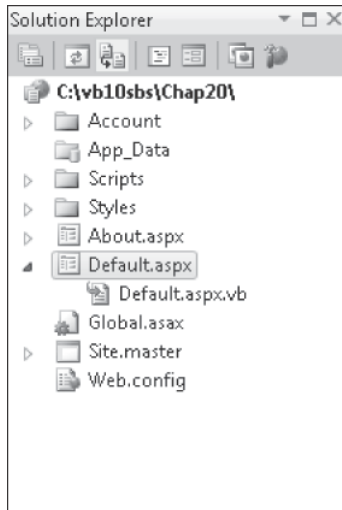 Solution Explorer
C:\vb10sbs\Chap20\
Account
App_Data
Scripts
Styles
About.aspx
Default.aspx
Default.aspx.vb
Global.asax
Site.master
Web.config